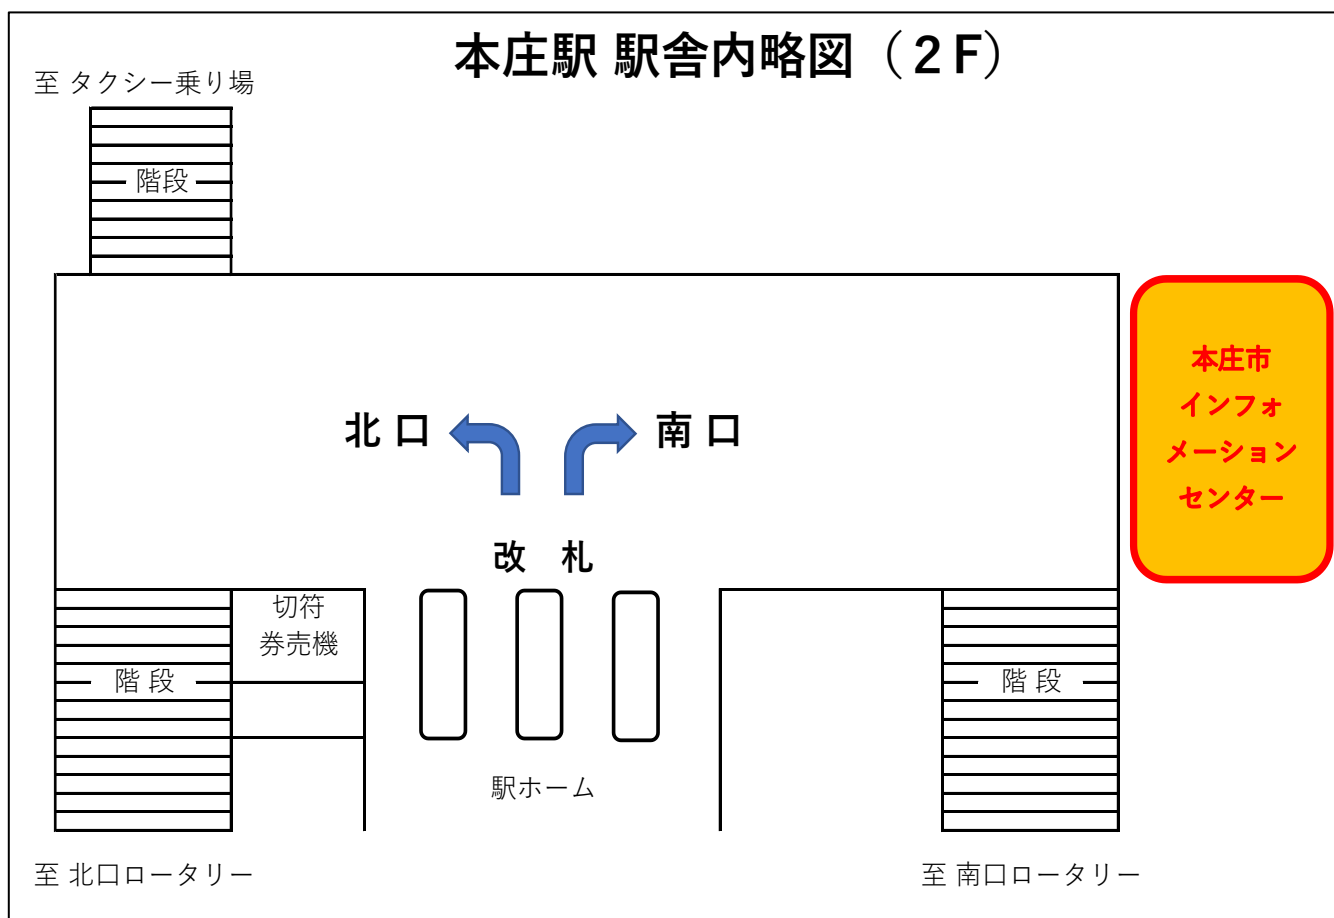 本庄駅 駅舎内略図（２F）
至 タクシー乗り場
階段
本庄市
インフォ
メーション
センター
北 口
南 口
改 札
切符
券売機
階 段
階 段
駅ホーム
至 北口ロータリー
至 南口ロータリー